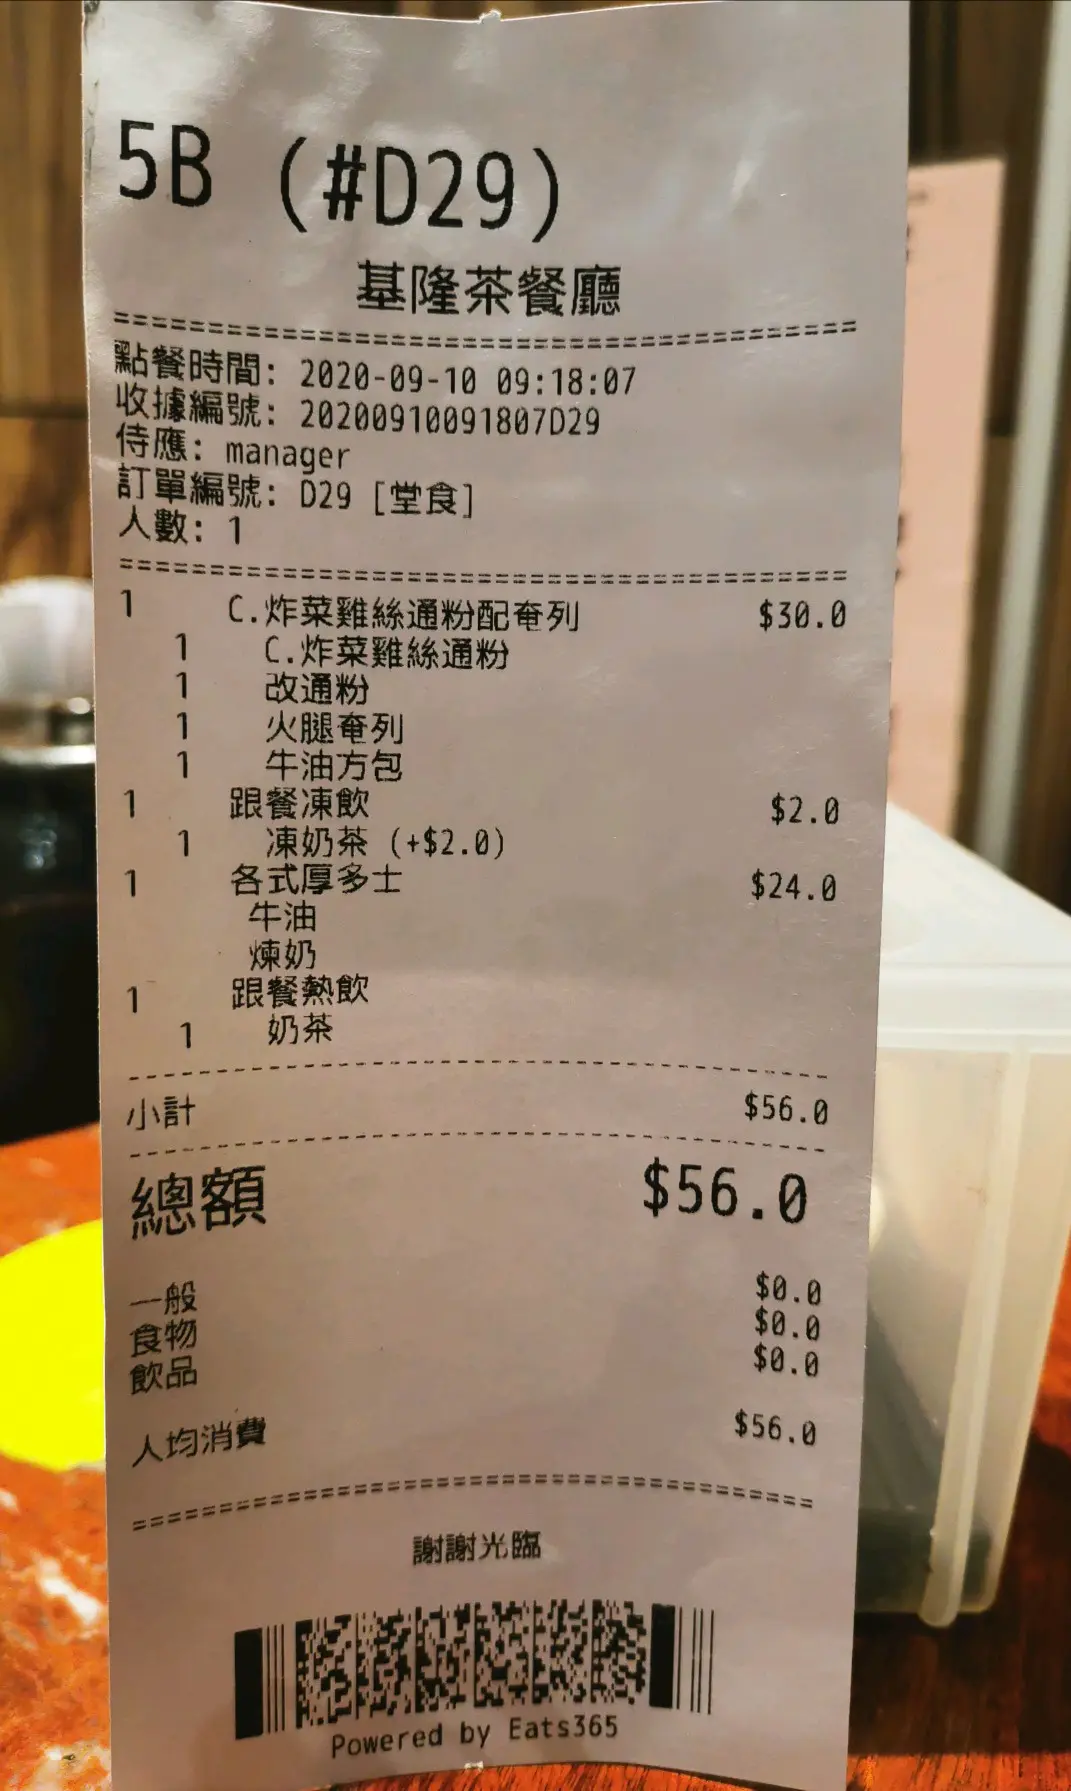 5B (#D29)
基隆茶餐廳
點餐時間: 2020-09-10 09:18:07
收據編號: 20200910091807D29
侍應: manager
訂單編號: D29 [堂食]
人數: 1
1 C.炸菜雞絲通粉配奄列 $30.0
1 C.炸菜雞絲通粉
1 改通粉
1 火腿奄列
1 牛油方包
1 跟餐凍飲 $2.0
1 凍奶茶 (+$2.0)
1 各式厚多士 $24.0
牛油
煉奶
1 跟餐熱飲
1 奶茶
小計 $56.0
總額 $56.0
一般 $0.0
食物 $0.0
飲品 $0.0
人均消費 $56.0
謝謝光臨
Powered by Eats365